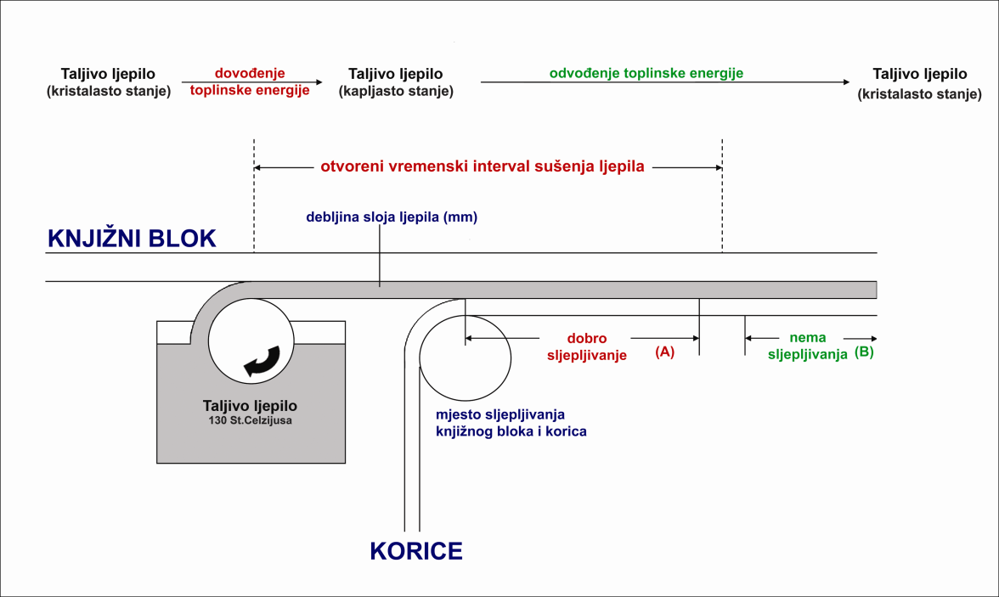 Taljivo ljepilo
(kristalasto stanje)
dovođenje
toplinske energije
Taljivo ljepilo
(kapljasto stanje)
odvođenje toplinske energije
Taljivo ljepilo
(kristalasto stanje)
otvoreni vremenski interval sušenja ljepila
debljina sloja ljepila (mm)
KNJIŽNI BLOK
dobro
sljepljivanje
(A)
nema
sljepljivanja
(B)
Taljivo ljepilo
130 St.Celzijusa
mjesto sljepljivanja
knjižnog bloka i korica
KORICE